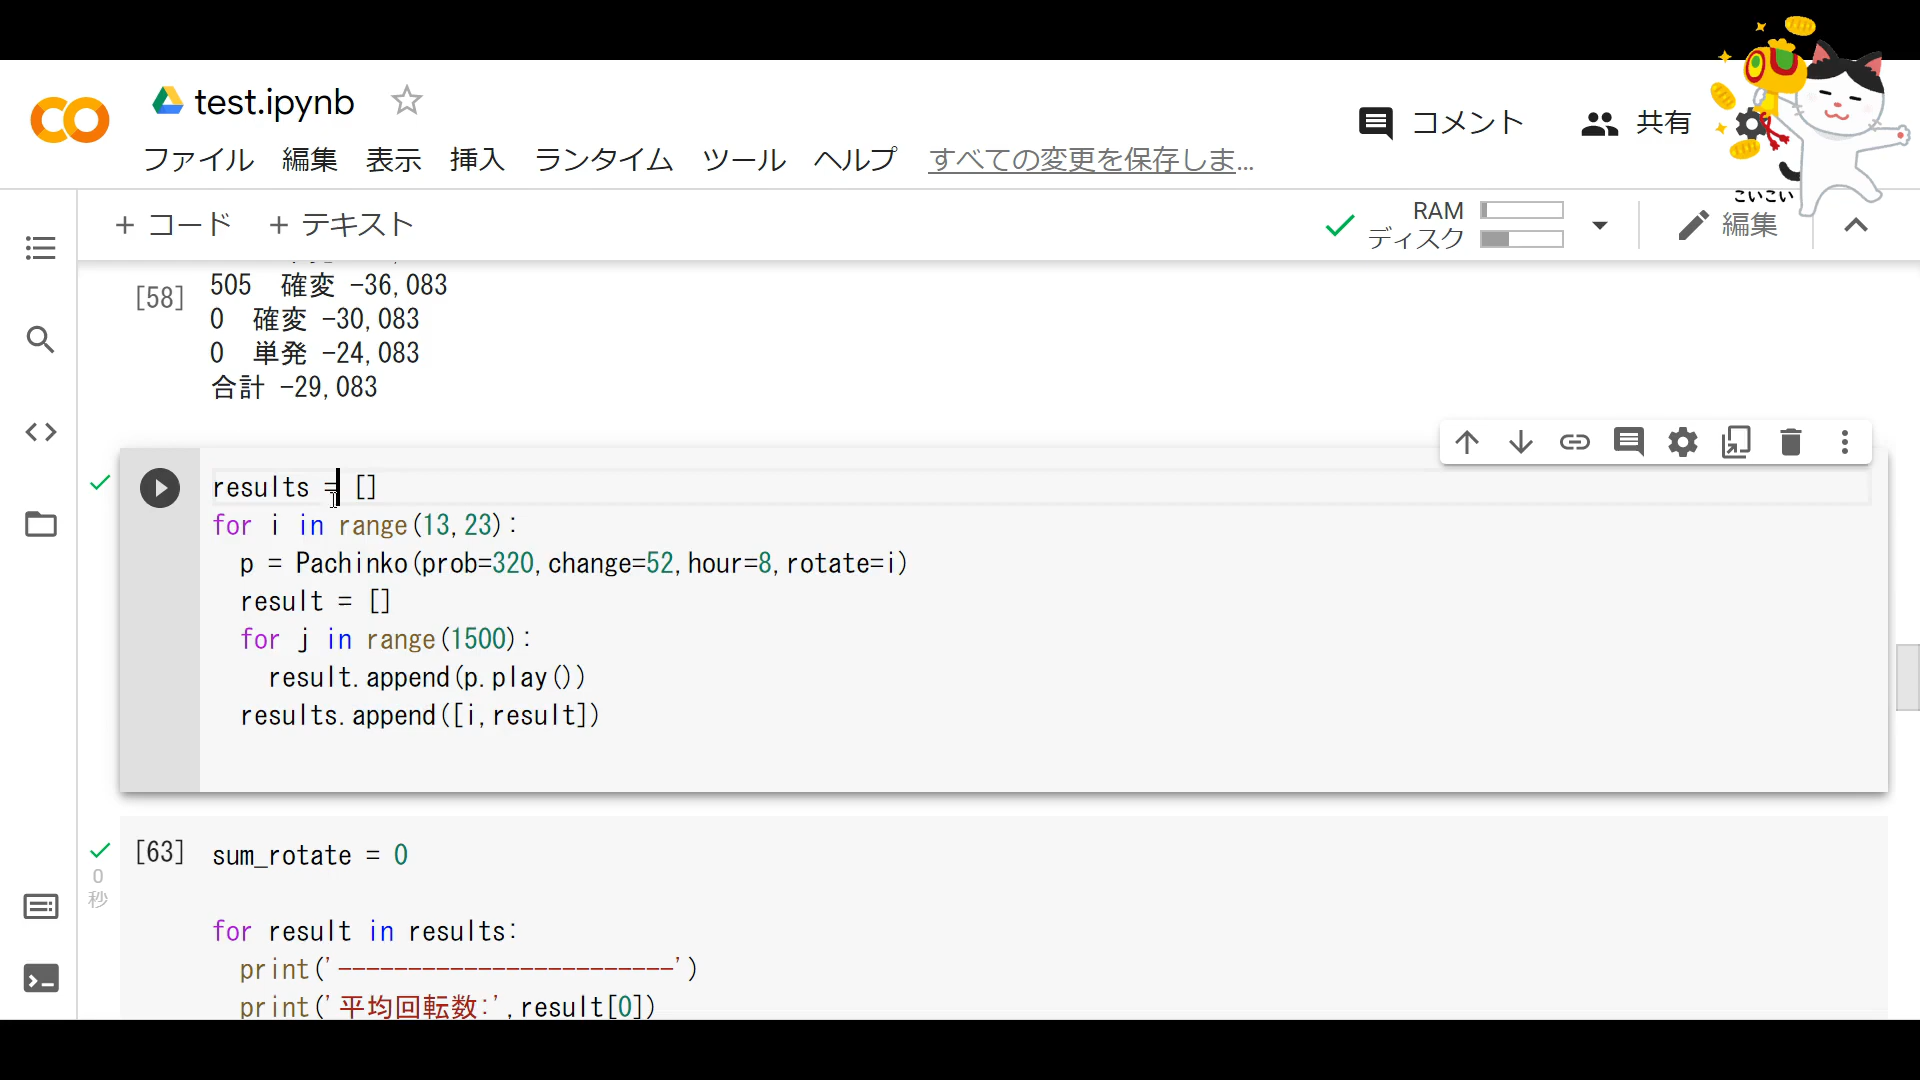 test.ipynb
コメント
共有
ファイル 編集 表示 挿入 ランタイム ツール ヘルプ すべての変更を保存しま...
こいこい
+ コード + テキスト
RAM
ディスク
編集
[58]
505 確変 -36,083
0 確変 -30,083
0 単発 -24,083
合計 -29,083
results = []
for i in range(13,23):
  p = Pachinko(prob=320,change=52,hour=8,rotate=i)
  result = []
  for j in range(1500):
    result.append(p.play())
  results.append([i,result])
[63]
0
秒
sum_rotate = 0
for result in results:
  print('------------------------')
  print('平均回転数:',result[0])